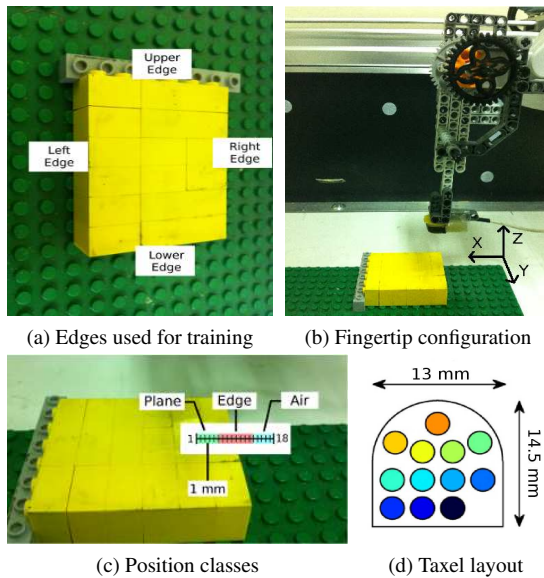 Upper
Edge
Left
Edge
Right
Edge
Lower
Edge
X
Z
Y
(a) Edges used for training
(b) Fingertip configuration
Plane
Edge
Air
1
18
1 mm
13 mm
14.5 mm
(c) Position classes
(d) Taxel layout